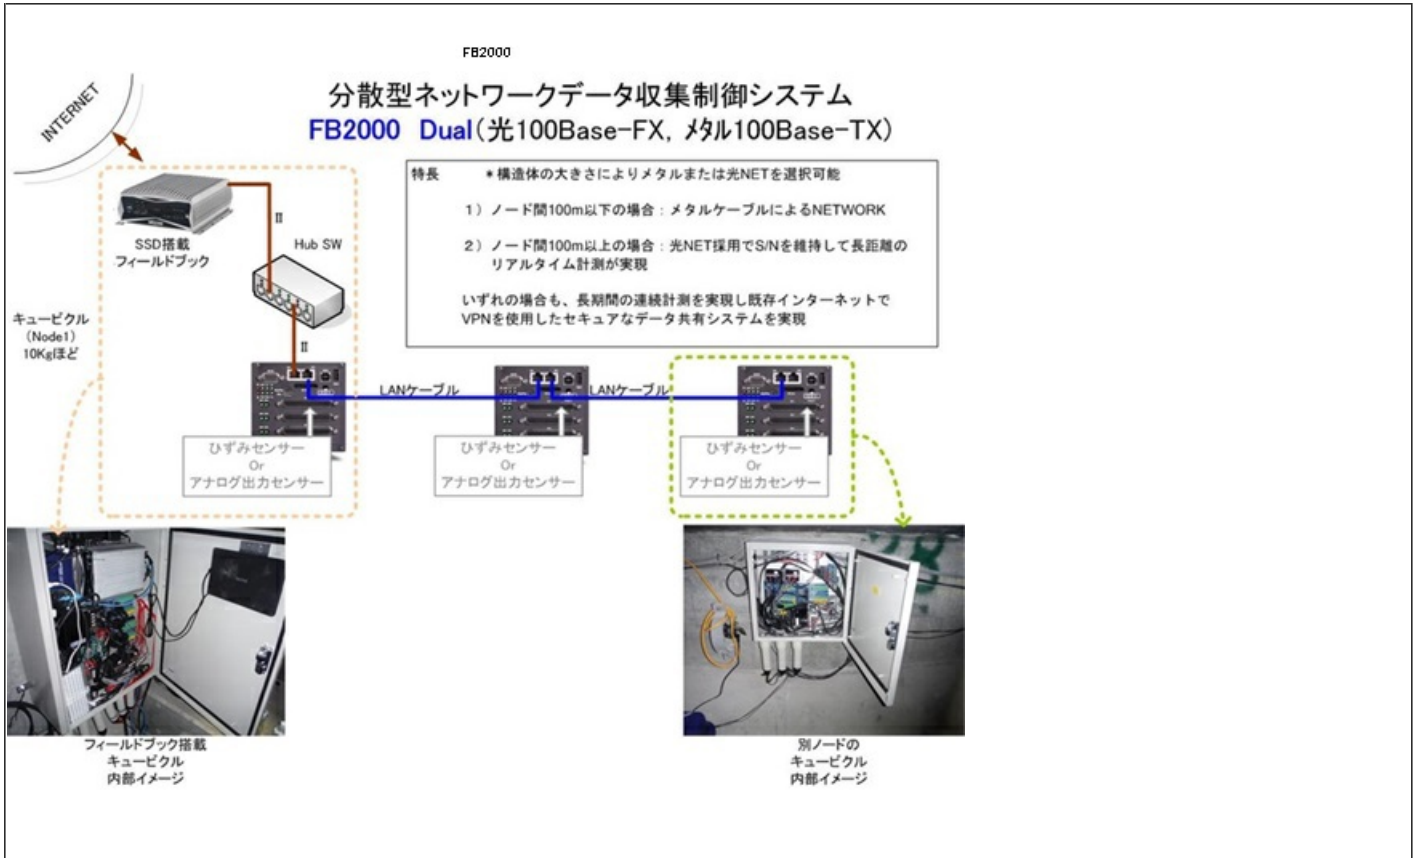 FB2000
分散型ネットワークデータ収集制御システム
FB2000 Dual(光100Base-FX, メタル100Base-TX)
INTERNET
特長 *構造体の大きさによりメタルまたは光NETを選択可能
1)ノード間100m以下の場合:メタルケーブルによるNETWORK
2)ノード間100m以上の場合:光NET採用でS/Nを維持して長距離の
リアルタイム計測が実現
いずれの場合も、長期間の連続計測を実現し既存インターネットで
VPNを使用したセキュアなデータ共有システムを実現
SSD搭載
フィールドブック
II
Hub SW
キュービクル
(Node1)
10Kgほど
II
LANケーブル
LANケーブル
ひずみセンサー
Or
アナログ出力センサー
ひずみセンサー
Or
アナログ出力センサー
ひずみセンサー
Or
アナログ出力センサー
フィールドブック搭載
キュービクル
内部イメージ
別ノードの
キュービクル
内部イメージ